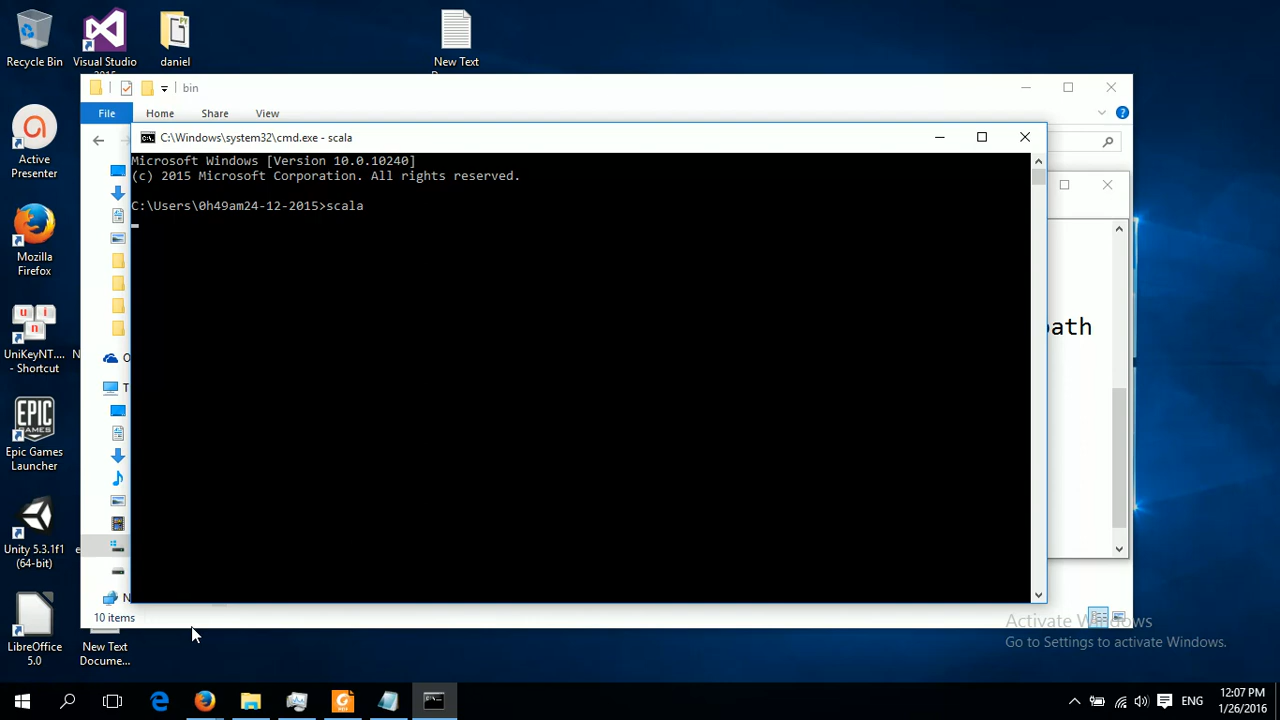 Recycle Bin
Visual Studio
daniel
New Text
bin
File
Home
Share
View
C:\Windows\system32\cmd.exe - scala
Microsoft Windows [Version 10.0.10240]
(c) 2015 Microsoft Corporation. All rights reserved.
C:\Users\0h49am24-12-2015>scala
path
Active
Presenter
Mozilla
Firefox
UniKeyNT....
- Shortcut
Epic Games
Launcher
Unity 5.3.1f1
(64-bit)
LibreOffice
5.0
New Text
Docume...
10 items
Activate Windows
Go to Settings to activate Windows.
ENG
12:07 PM
1/26/2016